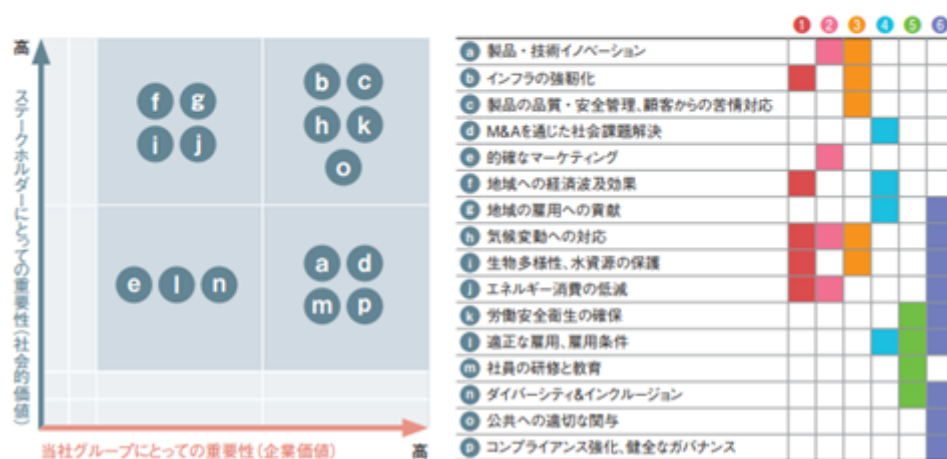 高
ステークホルダーにとっての重要性(社会的価値)
f g
i j
b c
h k
o
e l n
a d
m p
当社グループにとっての重要性(企業価値)
高
1 2 3 4 5 6
a 製品・技術イノベーション
b インフラの強靭化
c 製品の品質・安全管理、顧客からの苦情対応
d M&Aを通じた社会課題解決
e 的確なマーケティング
f 地域への経済波及効果
g 地域の雇用への貢献
h 気候変動への対応
i 生物多様性、水資源の保護
j エネルギー消費の低減
k 労働安全衛生の確保
l 適正な雇用、雇用条件
m 社員の研修と教育
n ダイバーシティ&インクルージョン
o 公共への適切な関与
p コンプライアンス強化、健全なガバナンス